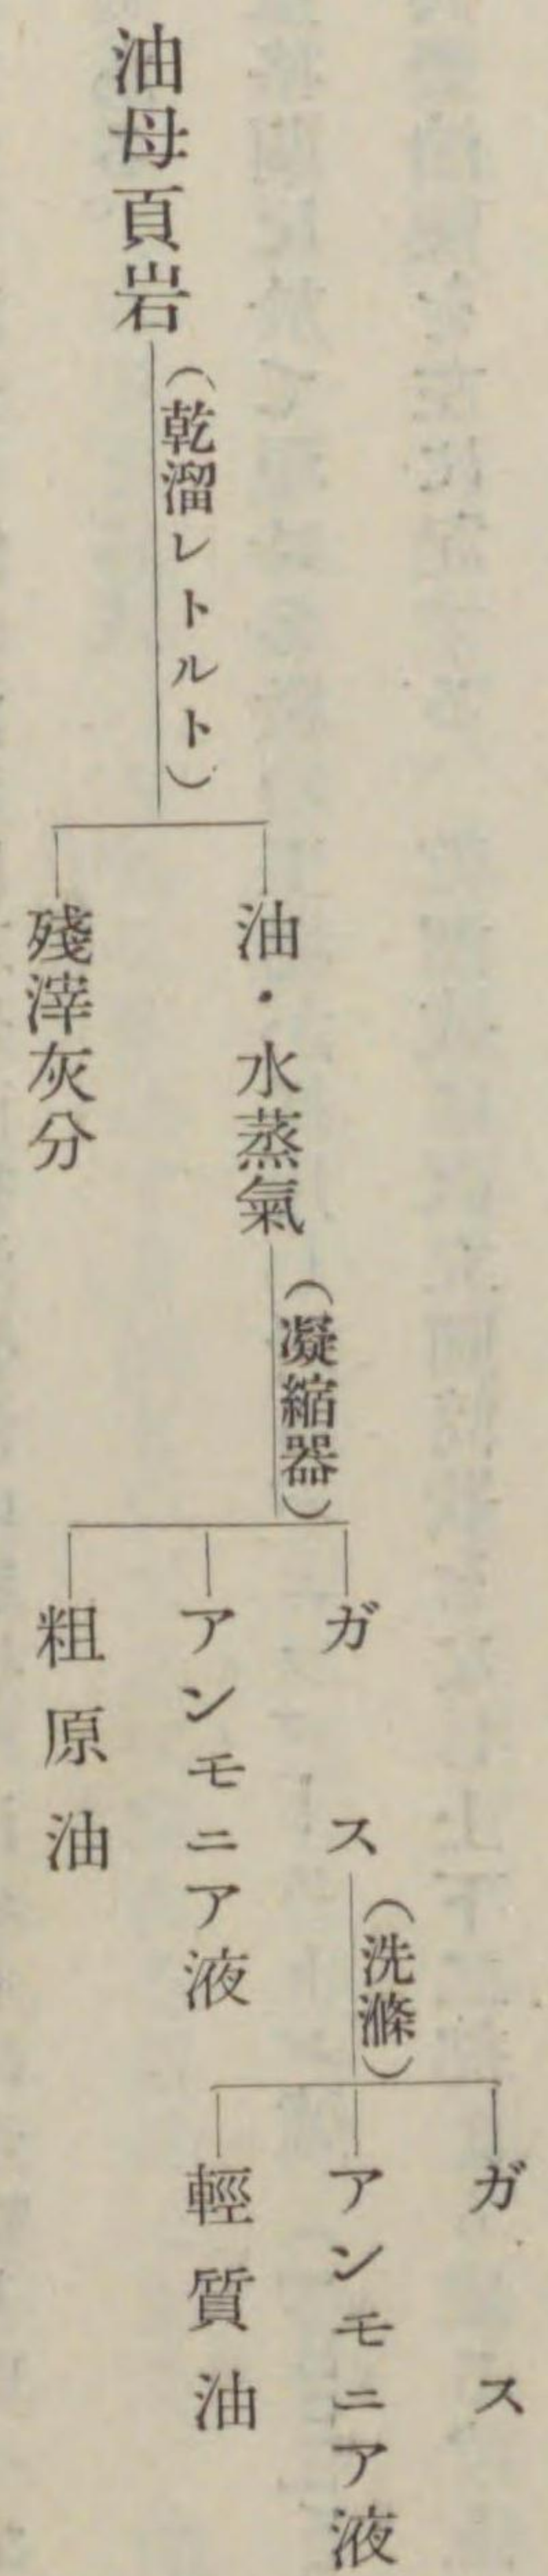 油母頁岩
（乾溜レトルト）
油・水蒸氣
殘滓灰分
（凝縮器）
ガス
アンモニア液
粗原油
（洗滌）
ガス
アンモニア液
輕質油